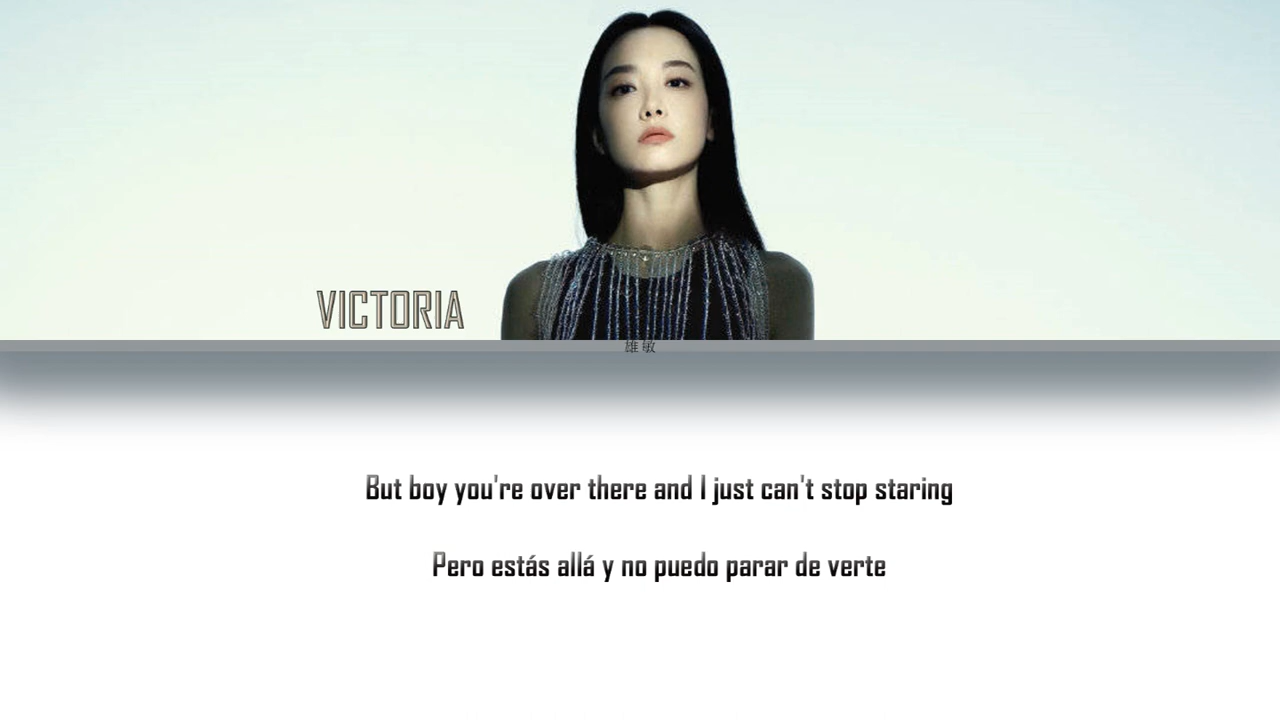 VICTORIA
雄 敏
But boy you're over there and I just can't stop staring
Pero estás allá y no puedo parar de verte